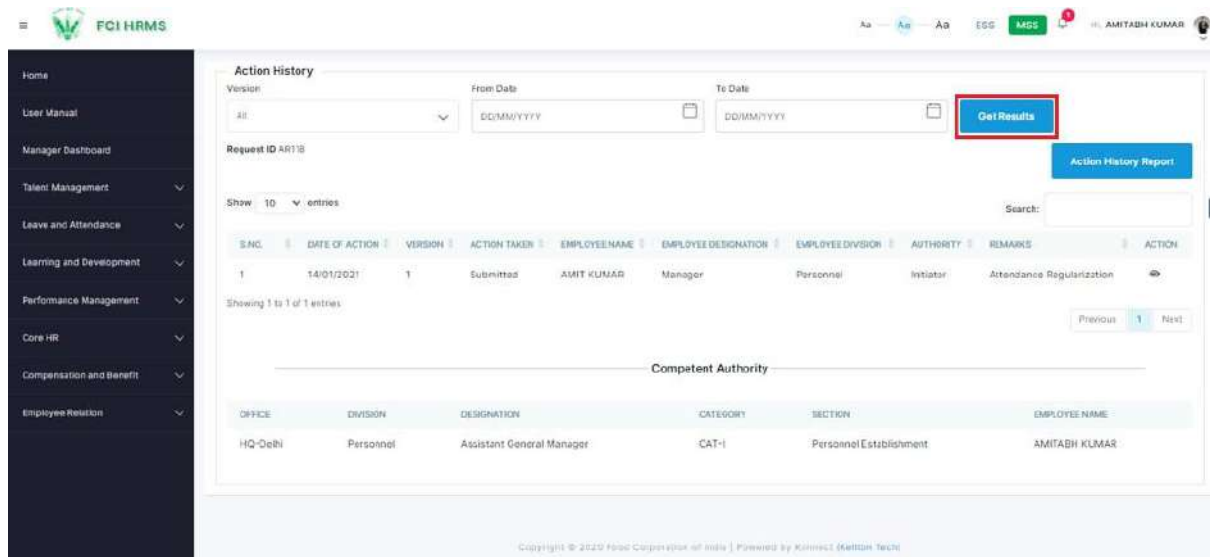 FCI HRMS
Aa Aa Aa ESS MSS 1 Hi, AMITABH KUMAR
Home
User Manual
Manager Dashboard
Talent Management
Leave and Attendance
Learning and Development
Performance Management
Core HR
Compensation and Benefit
Employee Relation
Action History
Version From Date To Date
All DD/MM/YYYY DD/MM/YYYY Get Results
Request ID AR118
Action History Report
Show 10 entries Search:
S.NO. DATE OF ACTION VERSION ACTION TAKEN EMPLOYEE NAME EMPLOYEE DESIGNATION EMPLOYEE DIVISION AUTHORITY REMARKS ACTION
1 14/01/2021 1 Submitted AMIT KUMAR Manager Personnel Initiator Attendance Regularization
Showing 1 to 1 of 1 entries
Previous 1 Next
Competent Authority
OFFICE DIVISION DESIGNATION CATEGORY SECTION EMPLOYEE NAME
HQ-Delhi Personnel Assistant General Manager CAT-I Personnel Establishment AMITABH KUMAR
Copyright © 2020 Food Corporation of India | Powered by Konnect (Kellton Tech)